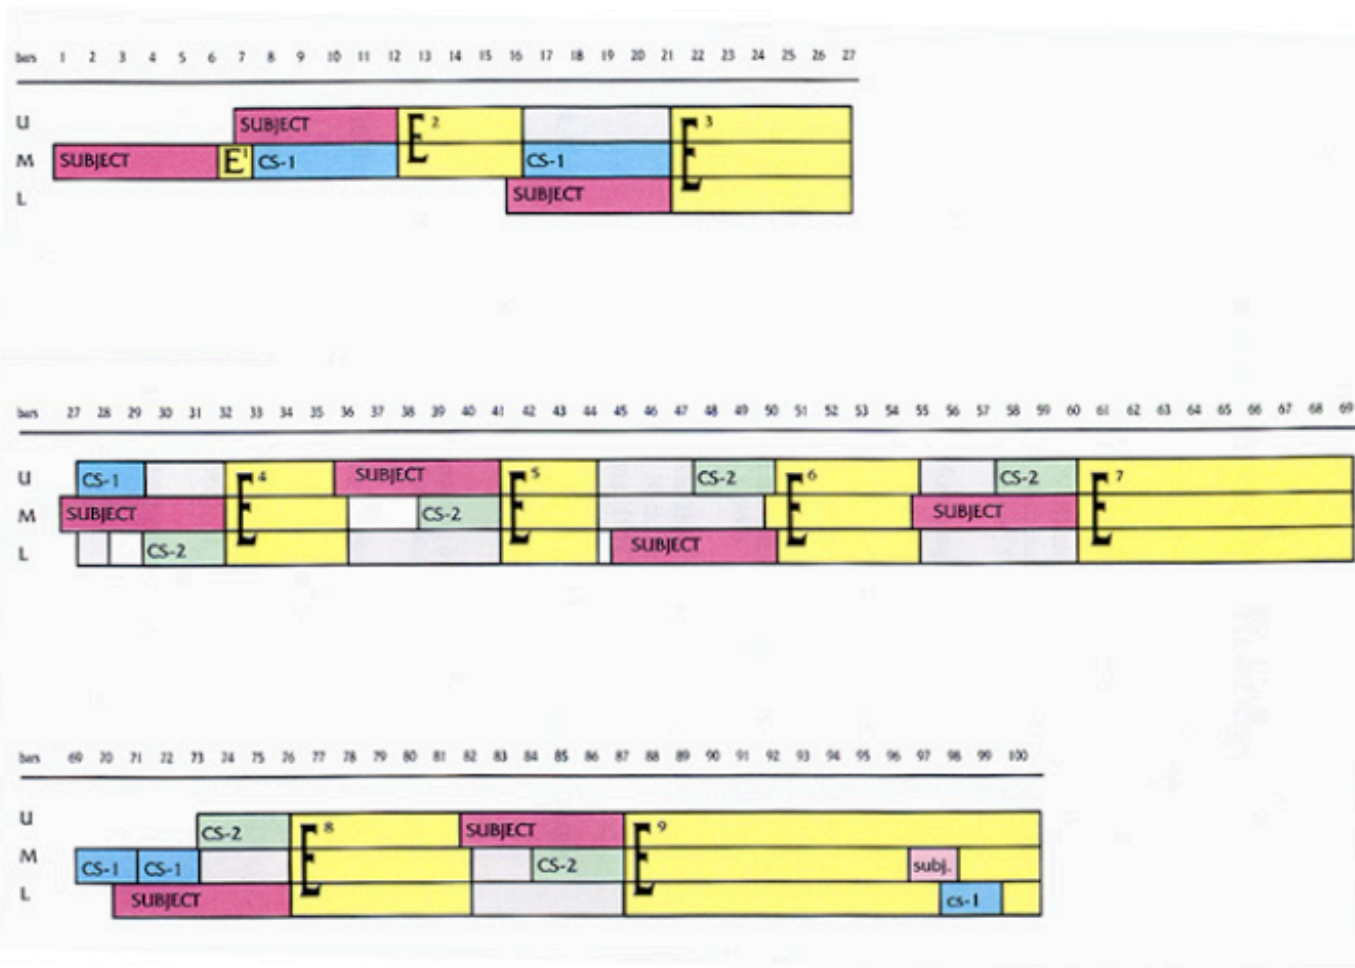 bars 1 2 3 4 5 6 7 8 9 10 11 12 13 14 15 16 17 18 19 20 21 22 23 24 25 26 27
U SUBJECT E 2 3
M SUBJECT E1 CS-1 CS-1 E
L SUBJECT
bars 27 28 29 30 31 32 33 34 35 36 37 38 39 40 41 42 43 44 45 46 47 48 49 50 51 52 53 54 55 56 57 58 59 60 61 62 63 64 65 66 67 68 69
U CS-1 E 4 SUBJECT E 5 CS-2 E 6 CS-2 E 7
M SUBJECT CS-2 SUBJECT
L CS-2 SUBJECT
bars 69 70 71 72 73 74 75 76 77 78 79 80 81 82 83 84 85 86 87 88 89 90 91 92 93 94 95 96 97 98 99 100
U CS-2 E 8 SUBJECT E 9
M CS-1 CS-1 CS-2 subj.
L SUBJECT cs-1